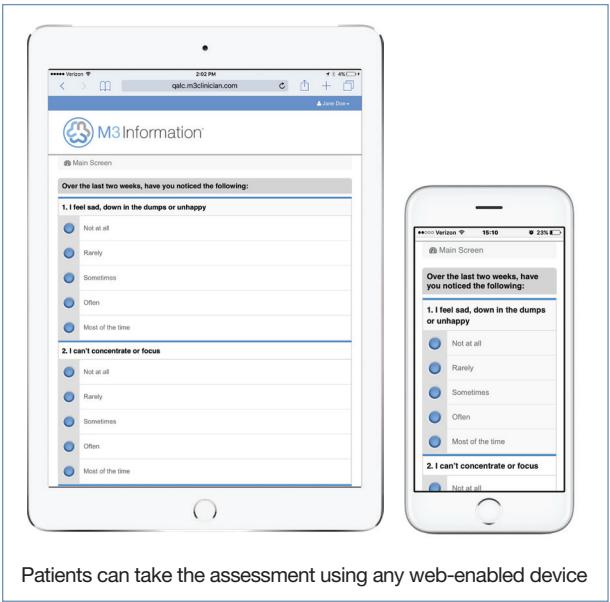 Verizon 2:02 PM 4%
qalc.m3clinician.com
Jane Doe
M3 Information
Main Screen
Over the last two weeks, have you noticed the following:
1. I feel sad, down in the dumps or unhappy
Not at all
Rarely
Sometimes
Often
Most of the time
2. I can't concentrate or focus
Not at all
Rarely
Sometimes
Often
Most of the time
Verizon 15:10 23%
Main Screen
Over the last two weeks, have
you noticed the following:
1. I feel sad, down in the dumps
or unhappy
Not at all
Rarely
Sometimes
Often
Most of the time
2. I can't concentrate or focus
Not at all
Patients can take the assessment using any web-enabled device